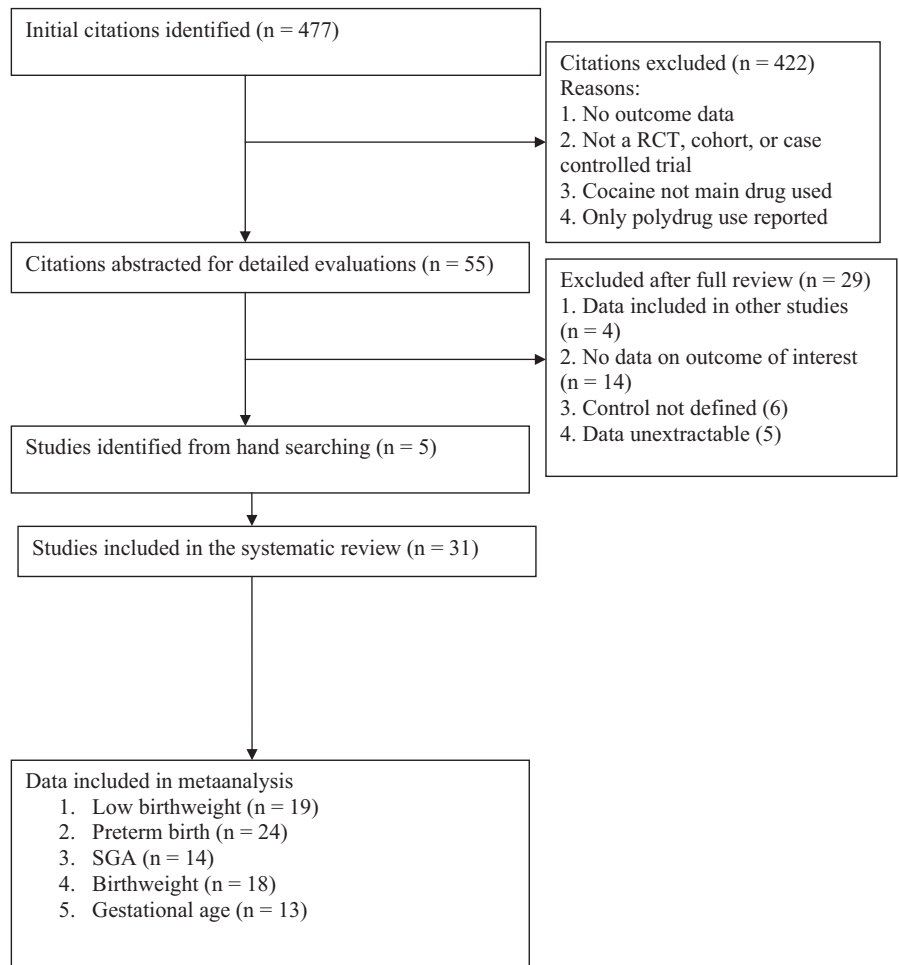 Initial citations identified (n = 477)
Citations excluded (n = 422)
Reasons:
1. No outcome data
2. Not a RCT, cohort, or case
controlled trial
3. Cocaine not main drug used
4. Only polydrug use reported
Citations abstracted for detailed evaluations (n = 55)
Excluded after full review (n = 29)
1. Data included in other studies
(n = 4)
2. No data on outcome of interest
(n = 14)
3. Control not defined (6)
4. Data unextractable (5)
Studies identified from hand searching (n = 5)
Studies included in the systematic review (n = 31)
Data included in metaanalysis
1. Low birthweight (n = 19)
2. Preterm birth (n = 24)
3. SGA (n = 14)
4. Birthweight (n = 18)
5. Gestational age (n = 13)